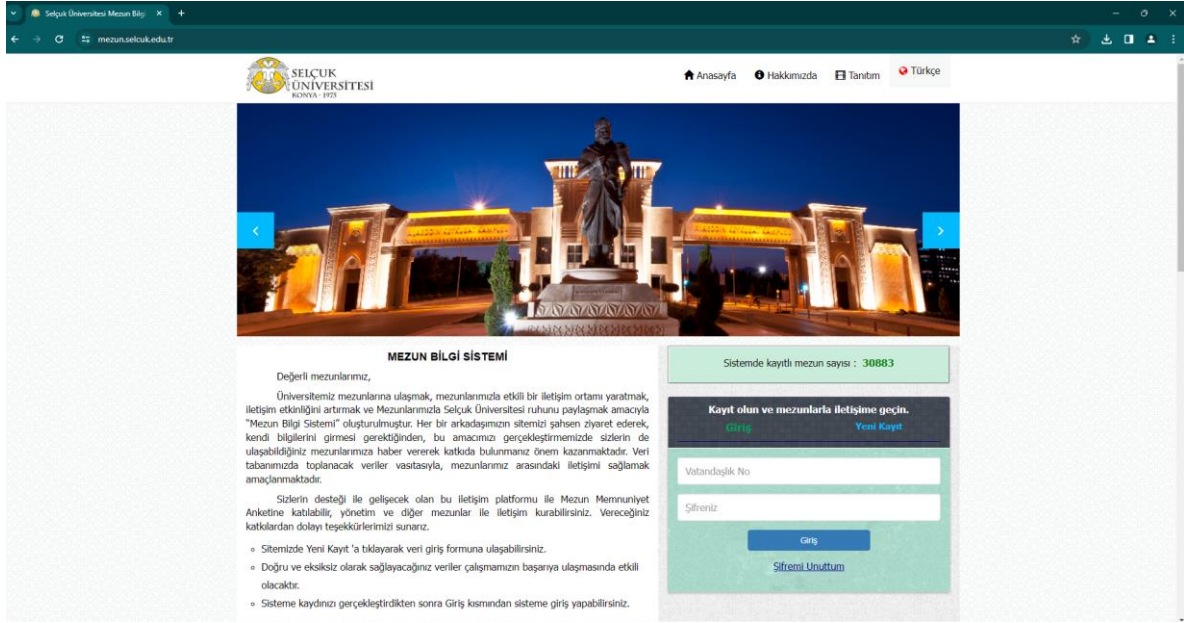 Selçuk Üniversitesi Mezun Bilgi
mezun.selcuk.edu.tr
SELÇUK
ÜNİVERSİTESİ
KONYA - 1975
Anasayfa
Hakkımızda
Tanıtım
Türkçe
MEZUN BİLGİ SİSTEMİ
Değerli mezunlarımız,
Üniversitemiz mezunlarına ulaşmak, mezunlarımızla etkili bir iletişim ortamı yaratmak,
iletişim etkinliğini artırmak ve Mezunlarımızla Selçuk Üniversitesi ruhunu paylaşmak amacıyla
"Mezun Bilgi Sistemi" oluşturulmuştur. Her bir arkadaşımızın sitemizi şahsen ziyaret ederek,
kendi bilgilerini girmesi gerektiğinden, bu amacımızı gerçekleştirmemizde sizlerin de
ulaşabildiğiniz mezunlarımıza haber vererek katkıda bulunmanız önem kazanmaktadır. Veri
tabanımızda toplanacak veriler vasıtasıyla, mezunlarımız arasındaki iletişimi sağlamak
amaçlanmaktadır.
Sizlerin desteği ile gelişecek olan bu iletişim platformu ile Mezun Memnuniyet
Anketine katılabilir, yönetim ve diğer mezunlar ile iletişim kurabilirsiniz. Vereceğiniz
katkılardan dolayı teşekkürlerimizi sunarız.
Sitemizde Yeni Kayıt 'a tıklayarak veri giriş formuna ulaşabilirsiniz.
Doğru ve eksiksiz olarak sağlayacağınız veriler çalışmamızın başarıya ulaşmasında etkili
olacaktır.
Sisteme kaydınızı gerçekleştirdikten sonra Giriş kısmından sisteme giriş yapabilirsiniz.
Sistemde kayıtlı mezun sayısı : 30883
Kayıt olun ve mezunlarla iletişime geçin.
Giriş
Yeni Kayıt
Vatandaşlık No
Şifreniz
Giriş
Şifremi Unuttum